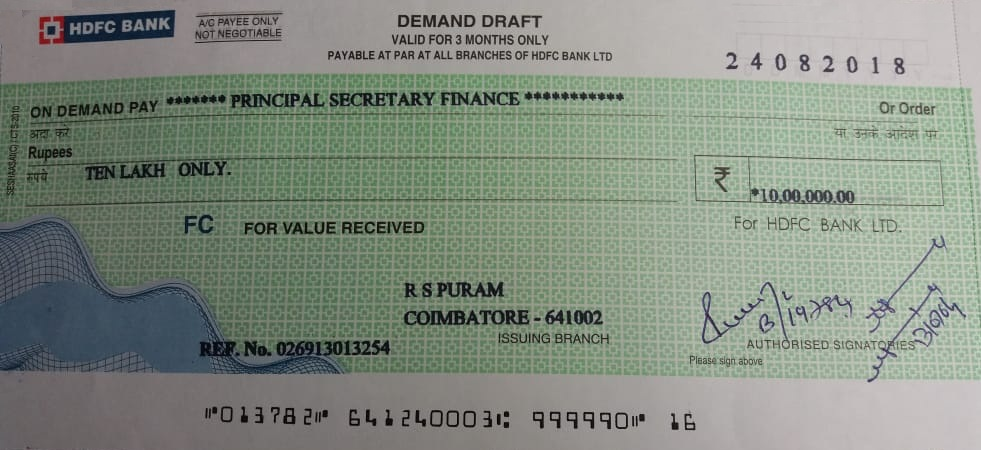 HDFC BANK
A/C PAYEE ONLY
NOT NEGOTIABLE
DEMAND DRAFT
VALID FOR 3 MONTHS ONLY
PAYABLE AT PAR AT ALL BRANCHES OF HDFC BANK LTD
24082018
ON DEMAND PAY ******* PRINCIPAL SECRETARY FINANCE *********** Or Order
अदा करें या उनके आदेश पर
Rupees
रुपये TEN LAKH ONLY.
₹ *10,00,000.00
FC FOR VALUE RECEIVED For HDFC BANK LTD.
R S PURAM
COIMBATORE - 641002
ISSUING BRANCH
REF. No. 026913013254
AUTHORISED SIGNATORIES
Please sign above
CTS-2010
⑈013782⑈ 641240003⑆ 999990⑈ 16